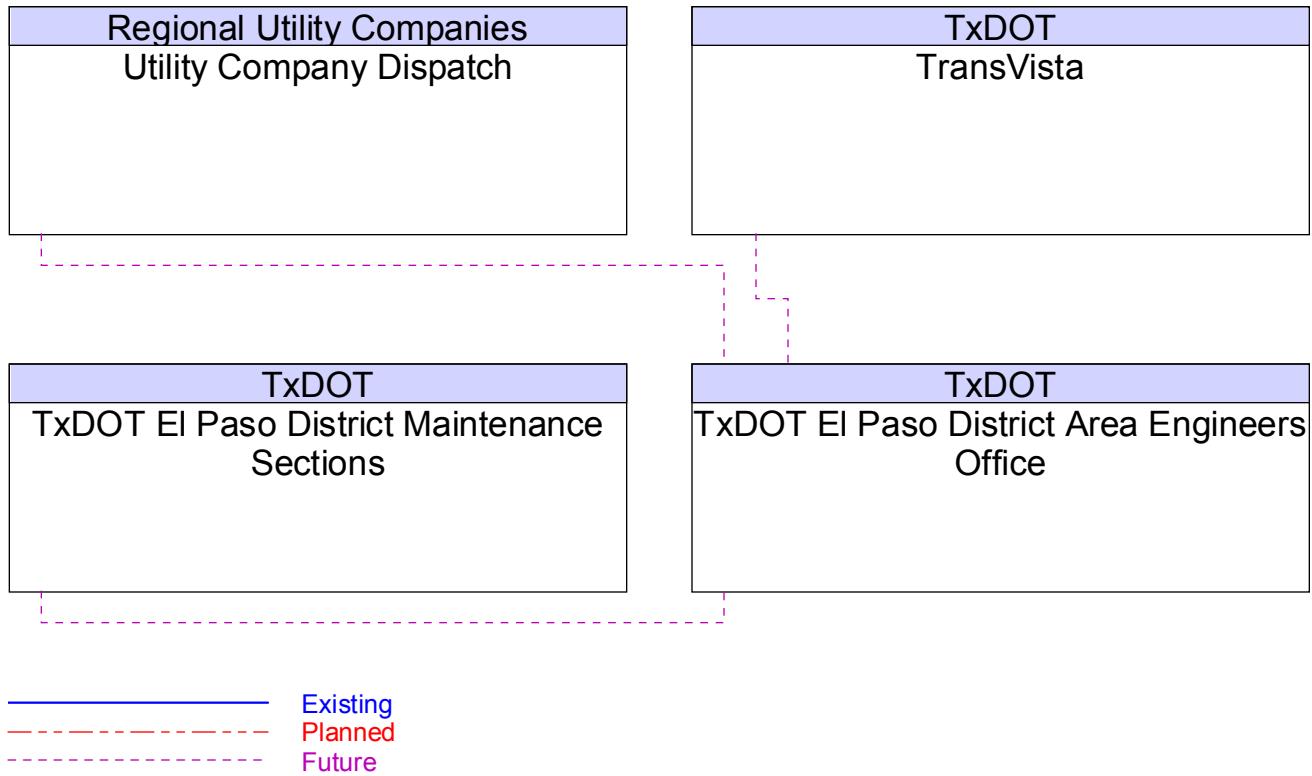 Regional Utility Companies
Utility Company Dispatch
TxDOT
TransVista
TxDOT
TxDOT El Paso District Maintenance
Sections
TxDOT
TxDOT El Paso District Area Engineers
Office
Existing
Planned
Future